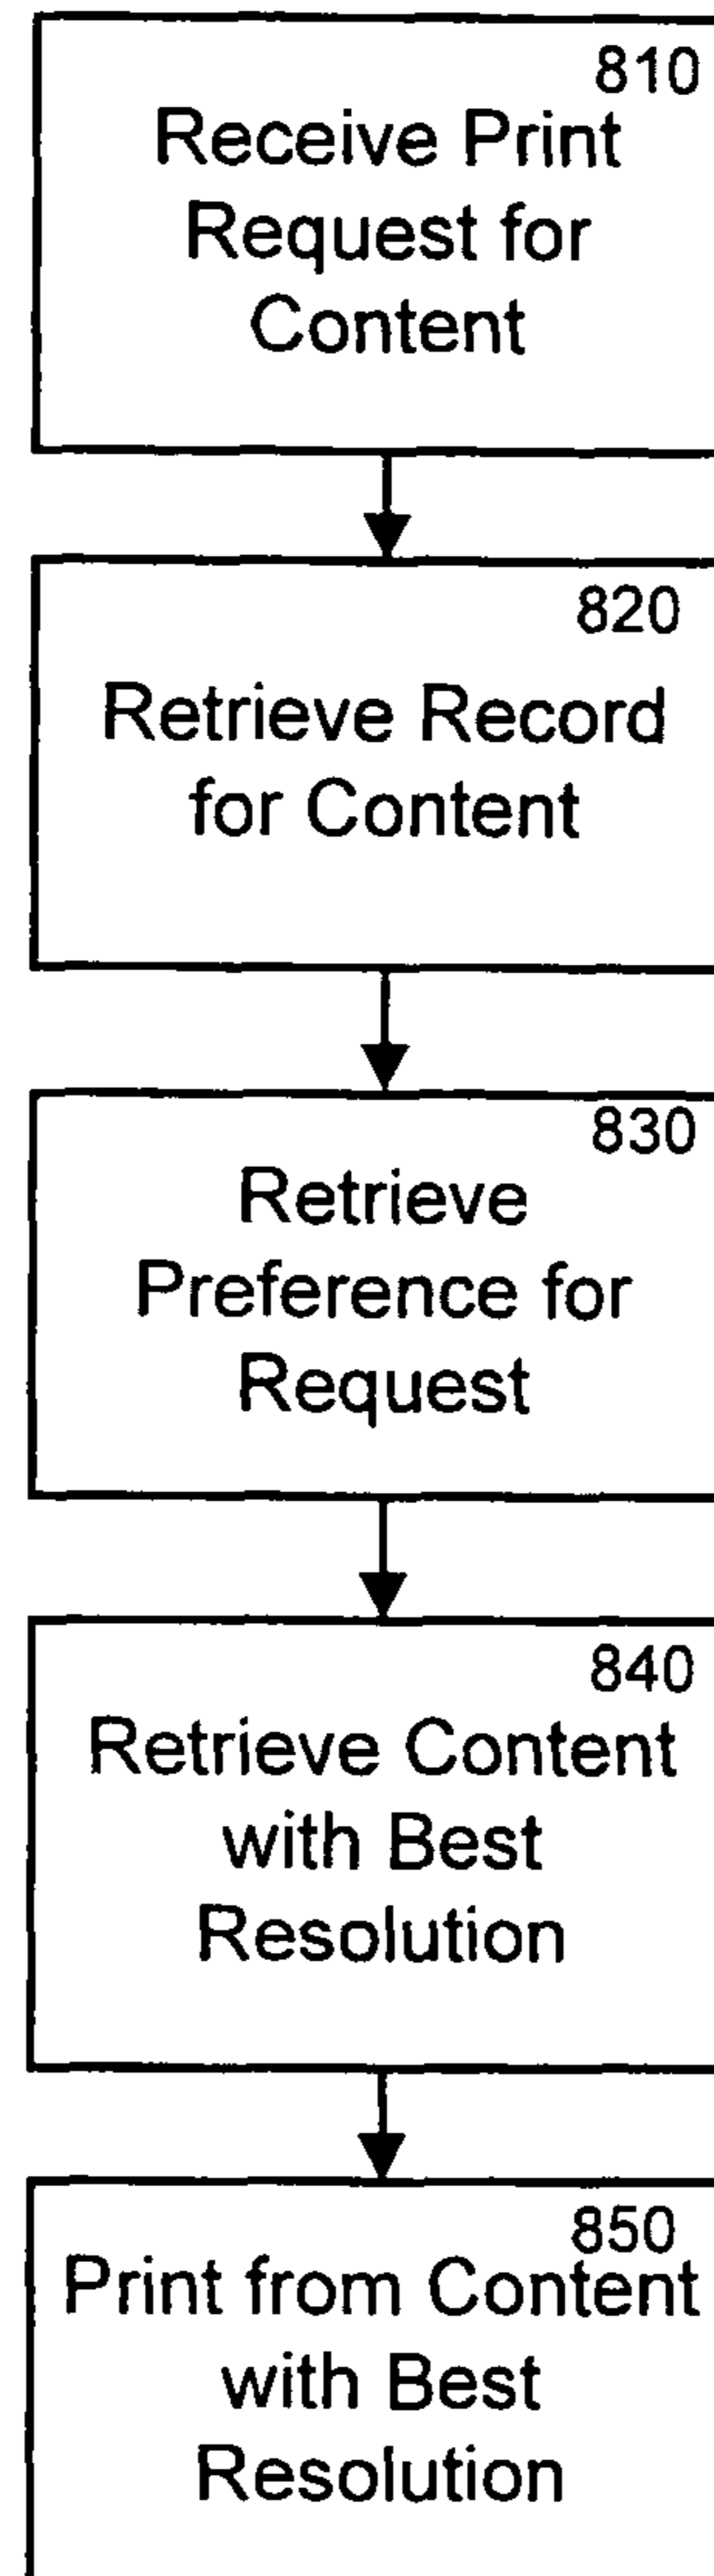 810
Receive Print
Request for
Content
820
Retrieve Record
for Content
830
Retrieve
Preference for
Request
840
Retrieve Content
with Best
Resolution
850
Print from Content
with Best
Resolution